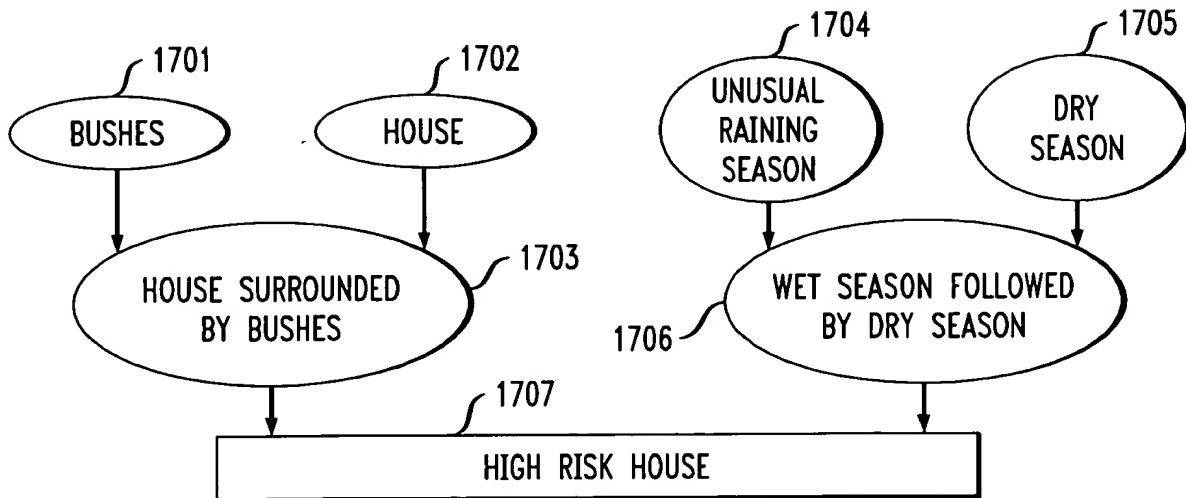 1701
1702
1704
1705
BUSHES
HOUSE
UNUSUAL
RAINING
SEASON
DRY
SEASON
1703
HOUSE SURROUNDED
BY BUSHES
WET SEASON FOLLOWED
BY DRY SEASON
1706
1707
HIGH RISK HOUSE